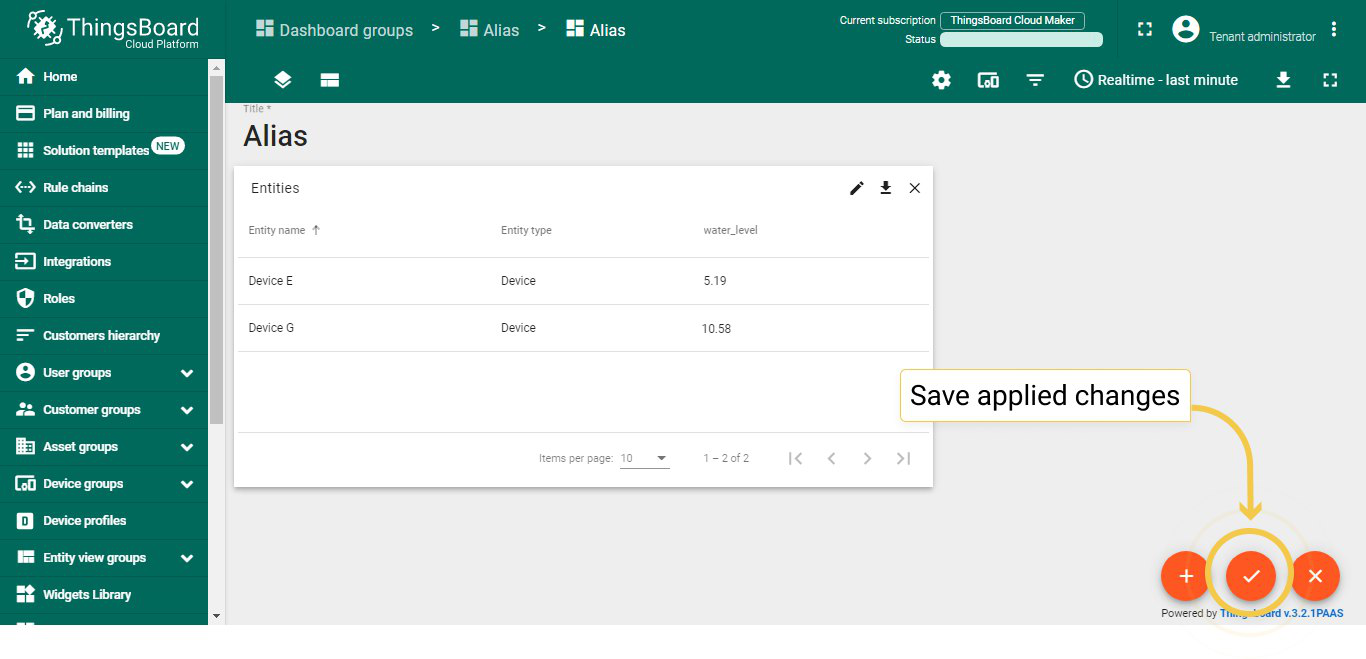 ThingsBoard
Cloud Platform
Dashboard groups > Alias > Alias
Current subscription ThingsBoard Cloud Maker
Status
Tenant administrator
Realtime - last minute
Home
Plan and billing
Solution templates NEW
Rule chains
Data converters
Integrations
Roles
Customers hierarchy
User groups
Customer groups
Asset groups
Device groups
D Device profiles
Entity view groups
Widgets Library
Title *
Alias
Entities
Entity name Entity type water_level
Device E Device 5.19
Device G Device 10.58
Items per page: 10 1 – 2 of 2
Save applied changes
Powered by Thingsboard v.3.2.1PAAS